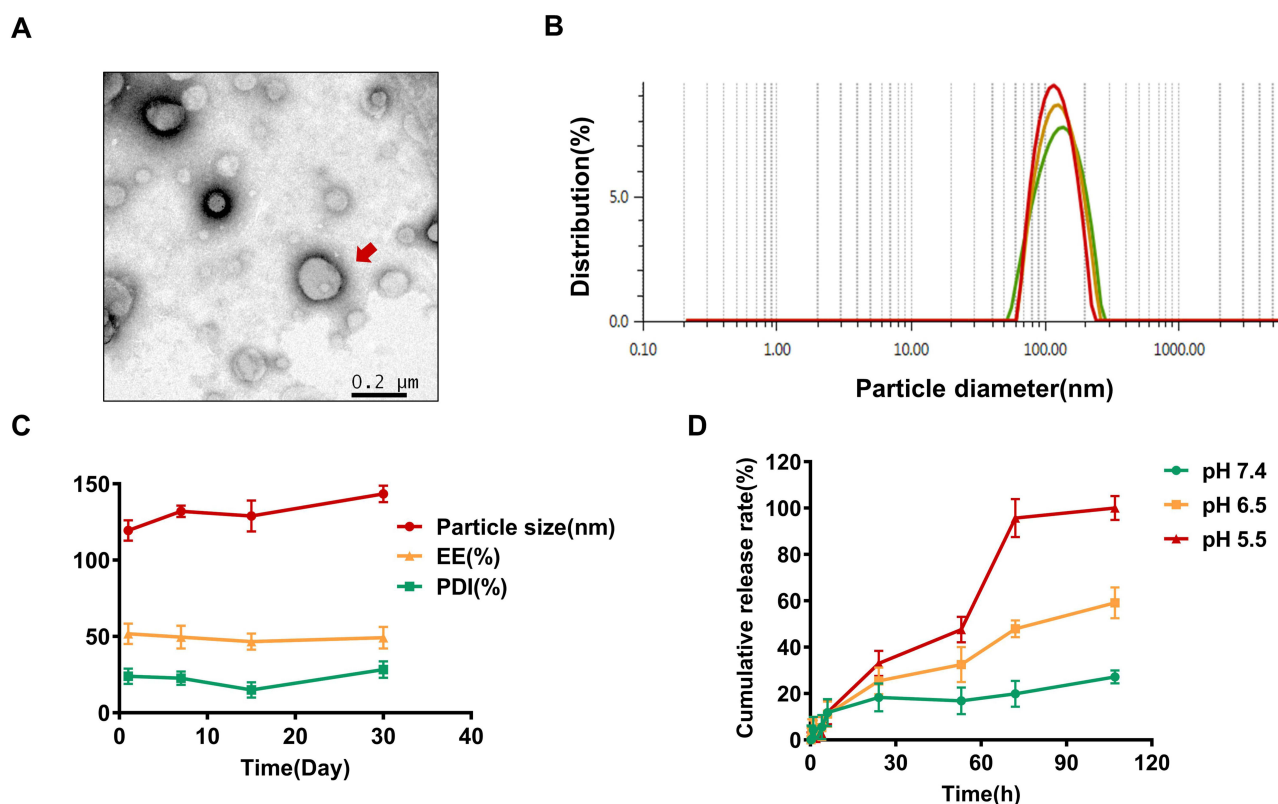 A
0.2 μm
B
Distribution(%)
5.0
0.0
0.10
1.00
10.00
100.00
1000.00
Particle diameter(nm)
C
150
100
50
0
0
10
20
30
40
Time(Day)
Particle size(nm)
EE(%)
PDI(%)
D
Cumulative release rate(%)
120
100
80
60
40
20
0
0
30
60
90
120
Time(h)
pH 7.4
pH 6.5
pH 5.5